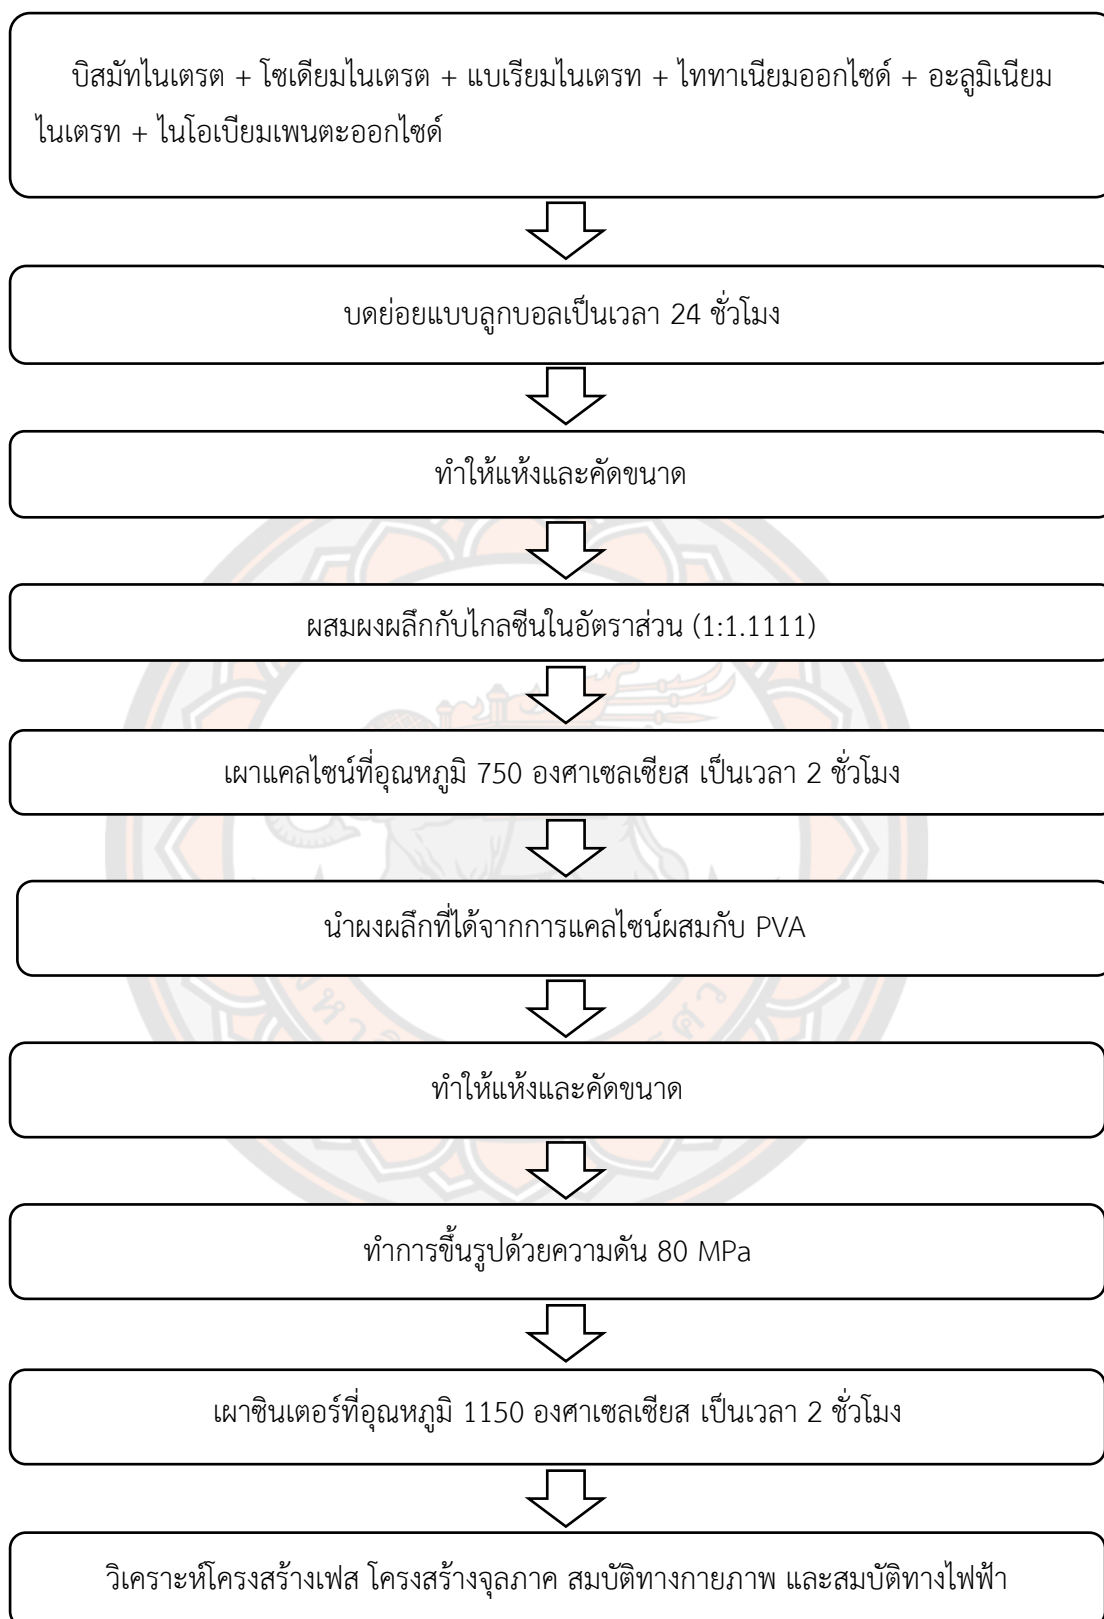 บิสมัทไนเตรต + โซเดียมไนเตรต + แบเรียมไนเตรท + ไททาเนียมออกไซด์ + อะลูมิเนียม
ไนเตรท + ไนโอเบียมเพนตะออกไซด์
บดย่อยแบบลูกบอลเป็นเวลา 24 ชั่วโมง
ทำให้แห้งและคัดขนาด
ผสมผงผลึกกับไกลซีนในอัตราส่วน (1:1.1111)
เผาแคลไซน์ที่อุณหภูมิ 750 องศาเซลเซียส เป็นเวลา 2 ชั่วโมง
นำผงผลึกที่ได้จากการแคลไซน์ผสมกับ PVA
ทำให้แห้งและคัดขนาด
ทำการขึ้นรูปด้วยความดัน 80 MPa
เผาซินเตอร์ที่อุณหภูมิ 1150 องศาเซลเซียส เป็นเวลา 2 ชั่วโมง
วิเคราะห์โครงสร้างเฟส โครงสร้างจุลภาค สมบัติทางกายภาพ และสมบัติทางไฟฟ้า